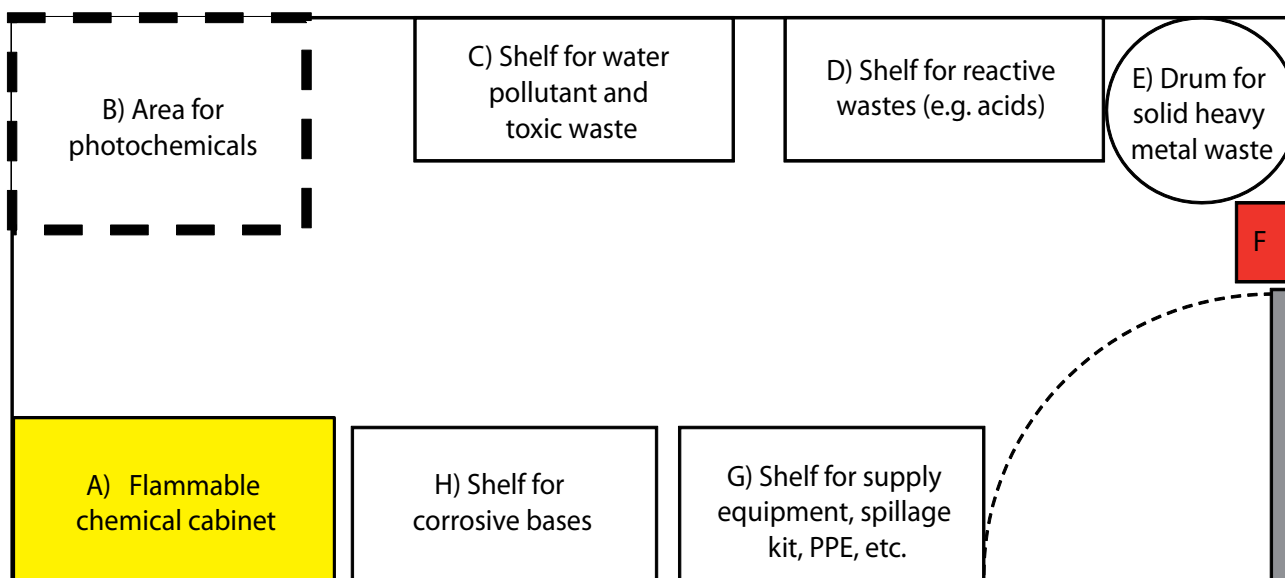 B) Area for
photochemicals
C) Shelf for water
pollutant and
toxic waste
D) Shelf for reactive
wastes (e.g. acids)
E) Drum for
solid heavy
metal waste
F
A) Flammable
chemical cabinet
H) Shelf for
corrosive bases
G) Shelf for supply
equipment, spillage
kit, PPE, etc.